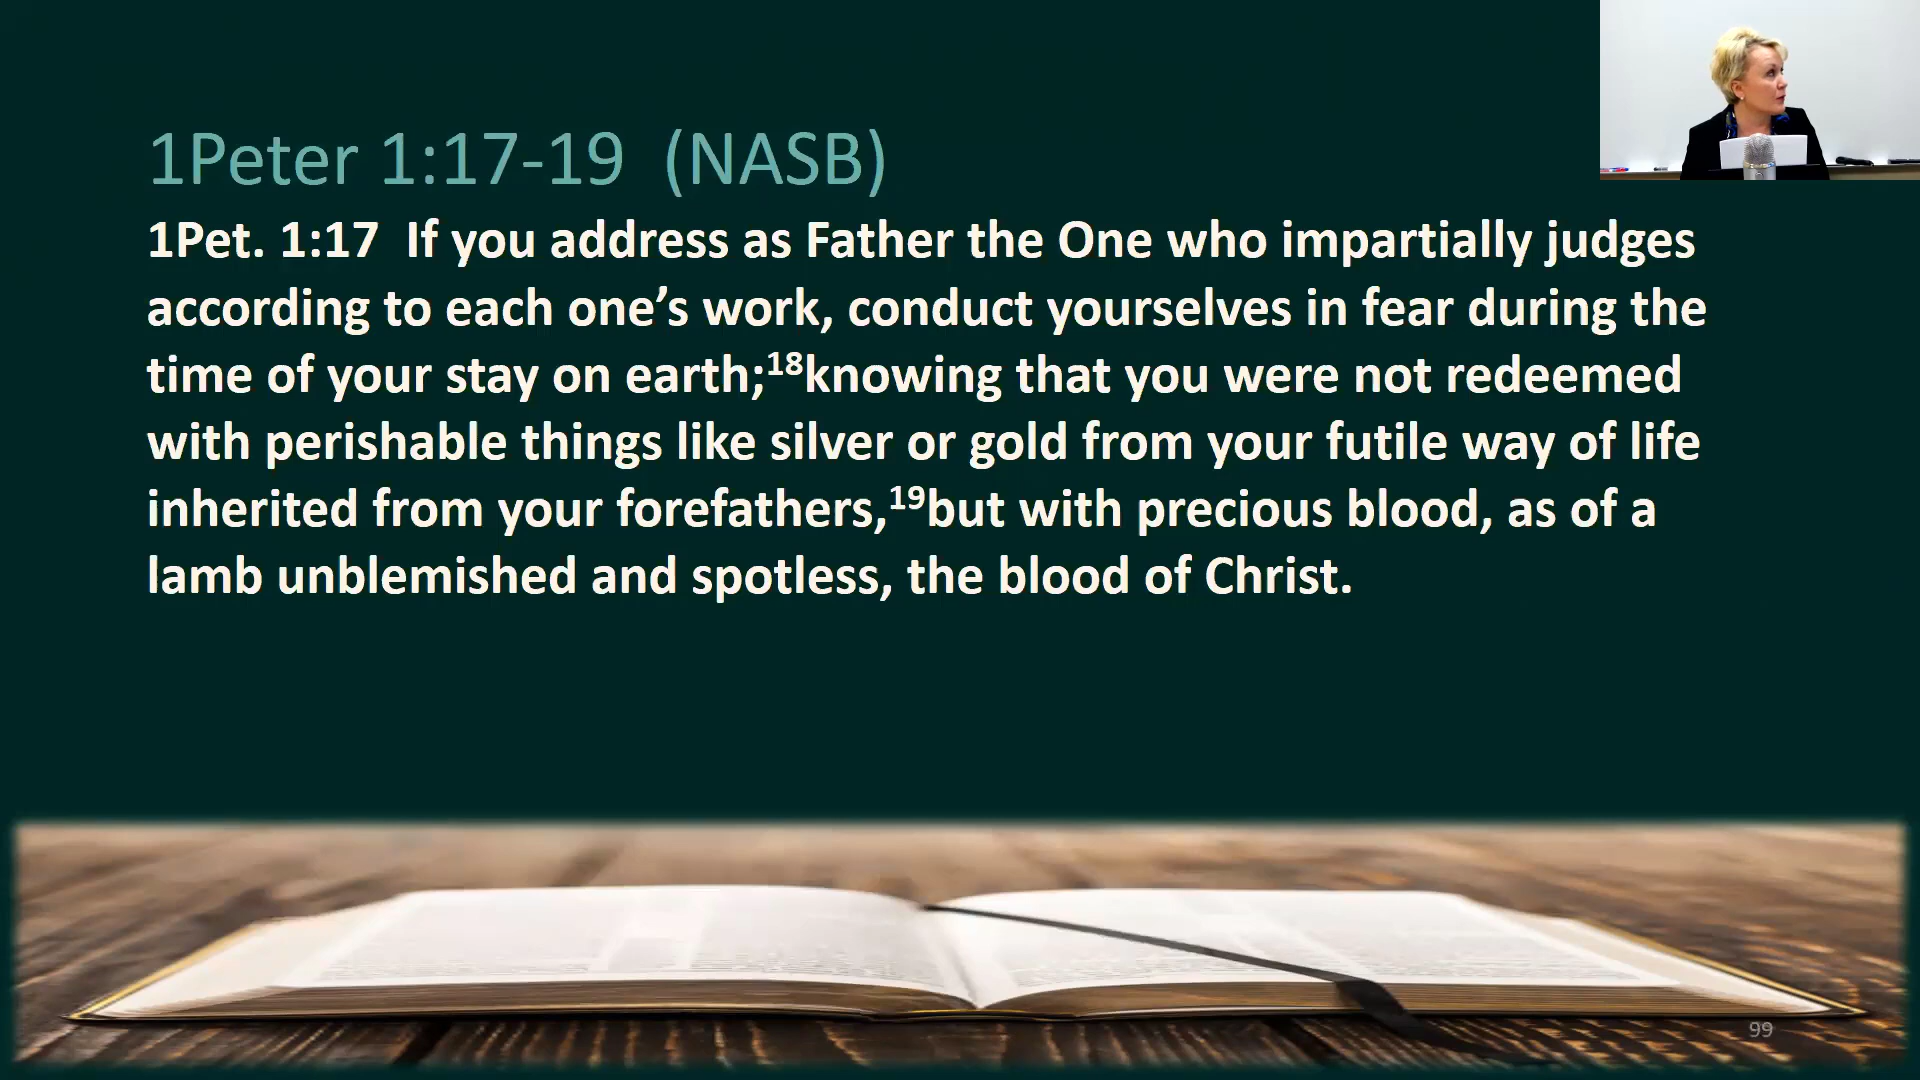 1Peter 1:17-19 (NASB)
1Pet. 1:17 If you address as Father the One who impartially judges
according to each one’s work, conduct yourselves in fear during the
time of your stay on earth;18knowing that you were not redeemed
with perishable things like silver or gold from your futile way of life
inherited from your forefathers,19but with precious blood, as of a
lamb unblemished and spotless, the blood of Christ.
99